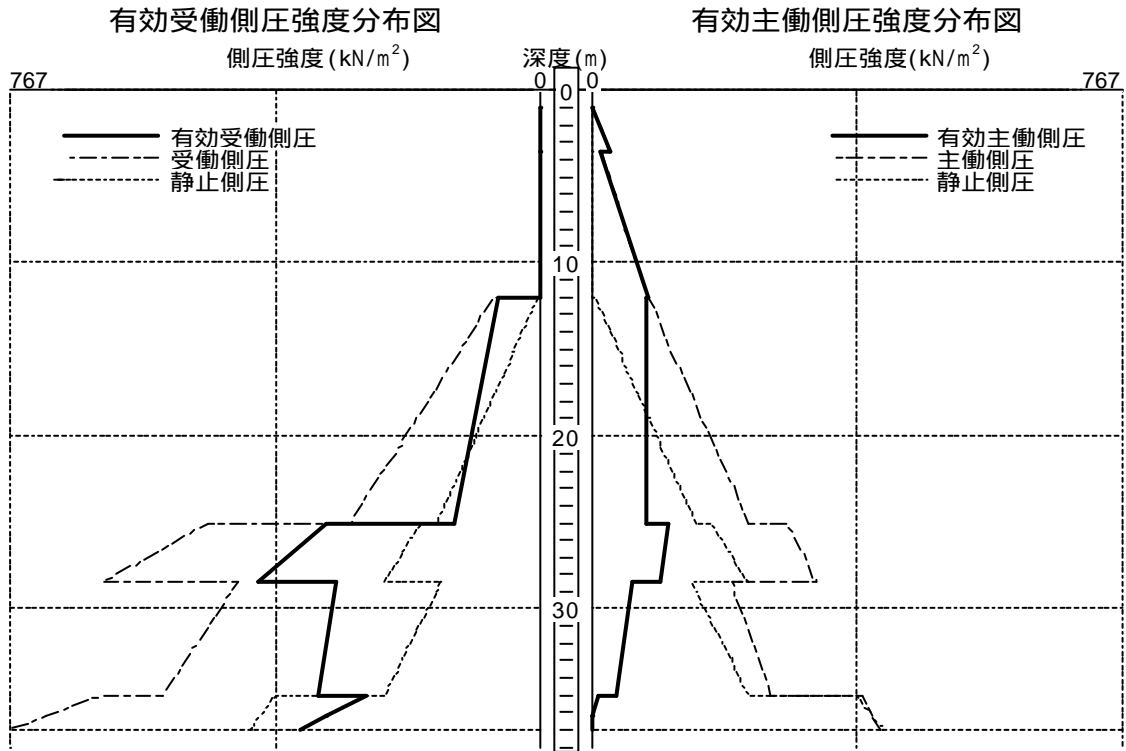 有効受働側圧強度分布図
有効主働側圧強度分布図
側圧強度(kN/m²)
深度(m)
側圧強度(kN/m²)
767
0
0
0
767
有効受働側圧
受働側圧
静止側圧
有効主働側圧
主働側圧
静止側圧
10
20
30